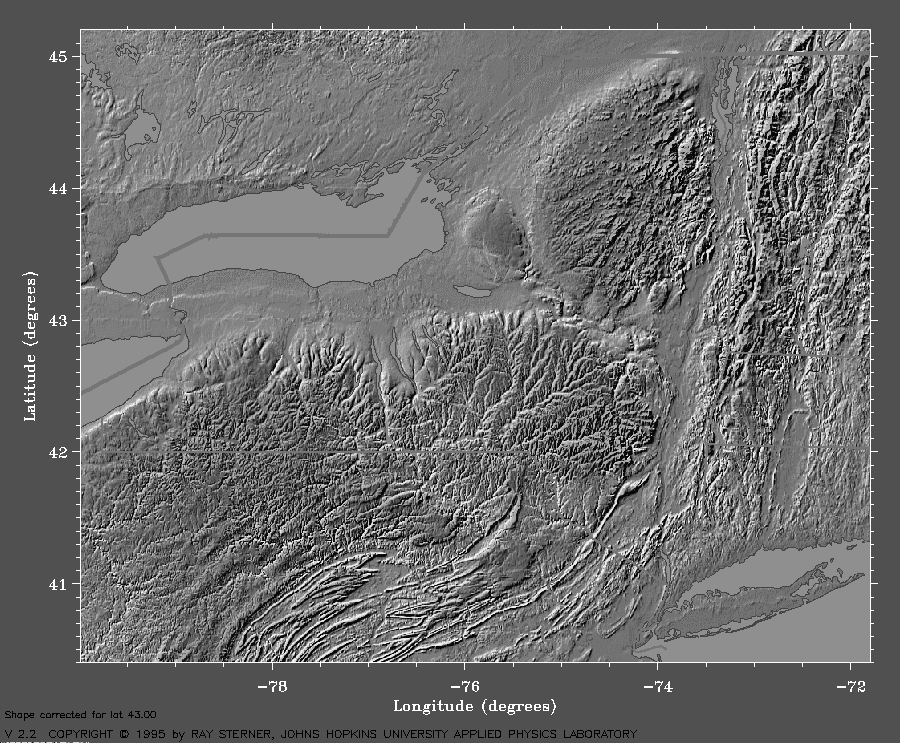 45
44
43
42
41
Latitude (degrees)
-78
-76
-74
-72
Longitude (degrees)
Shape corrected for lat 43.00
V 2.2 COPYRIGHT © 1995 by RAY STERNER, JOHNS HOPKINS UNIVERSITY APPLIED PHYSICS LABORATORY